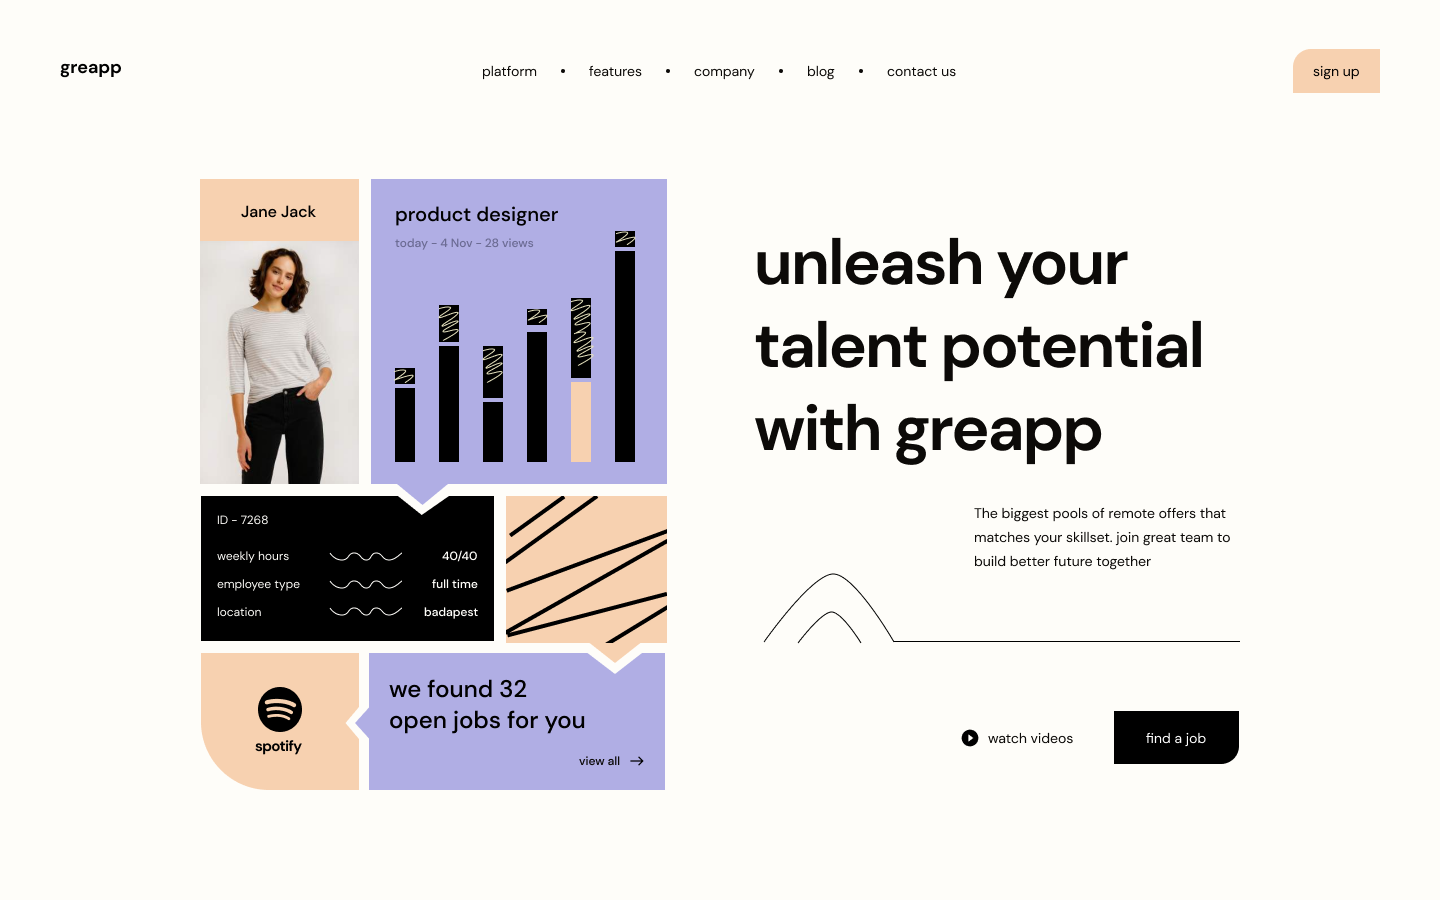 greapp
platform • features • company • blog • contact us
sign up
Jane Jack
product designer
today - 4 Nov - 28 views
ID - 7268
weekly hours 40/40
employee type full time
location badapest
spotify
we found 32
open jobs for you
view all
unleash your
talent potential
with greapp
The biggest pools of remote offers that
matches your skillset. join great team to
build better future together
watch videos
find a job